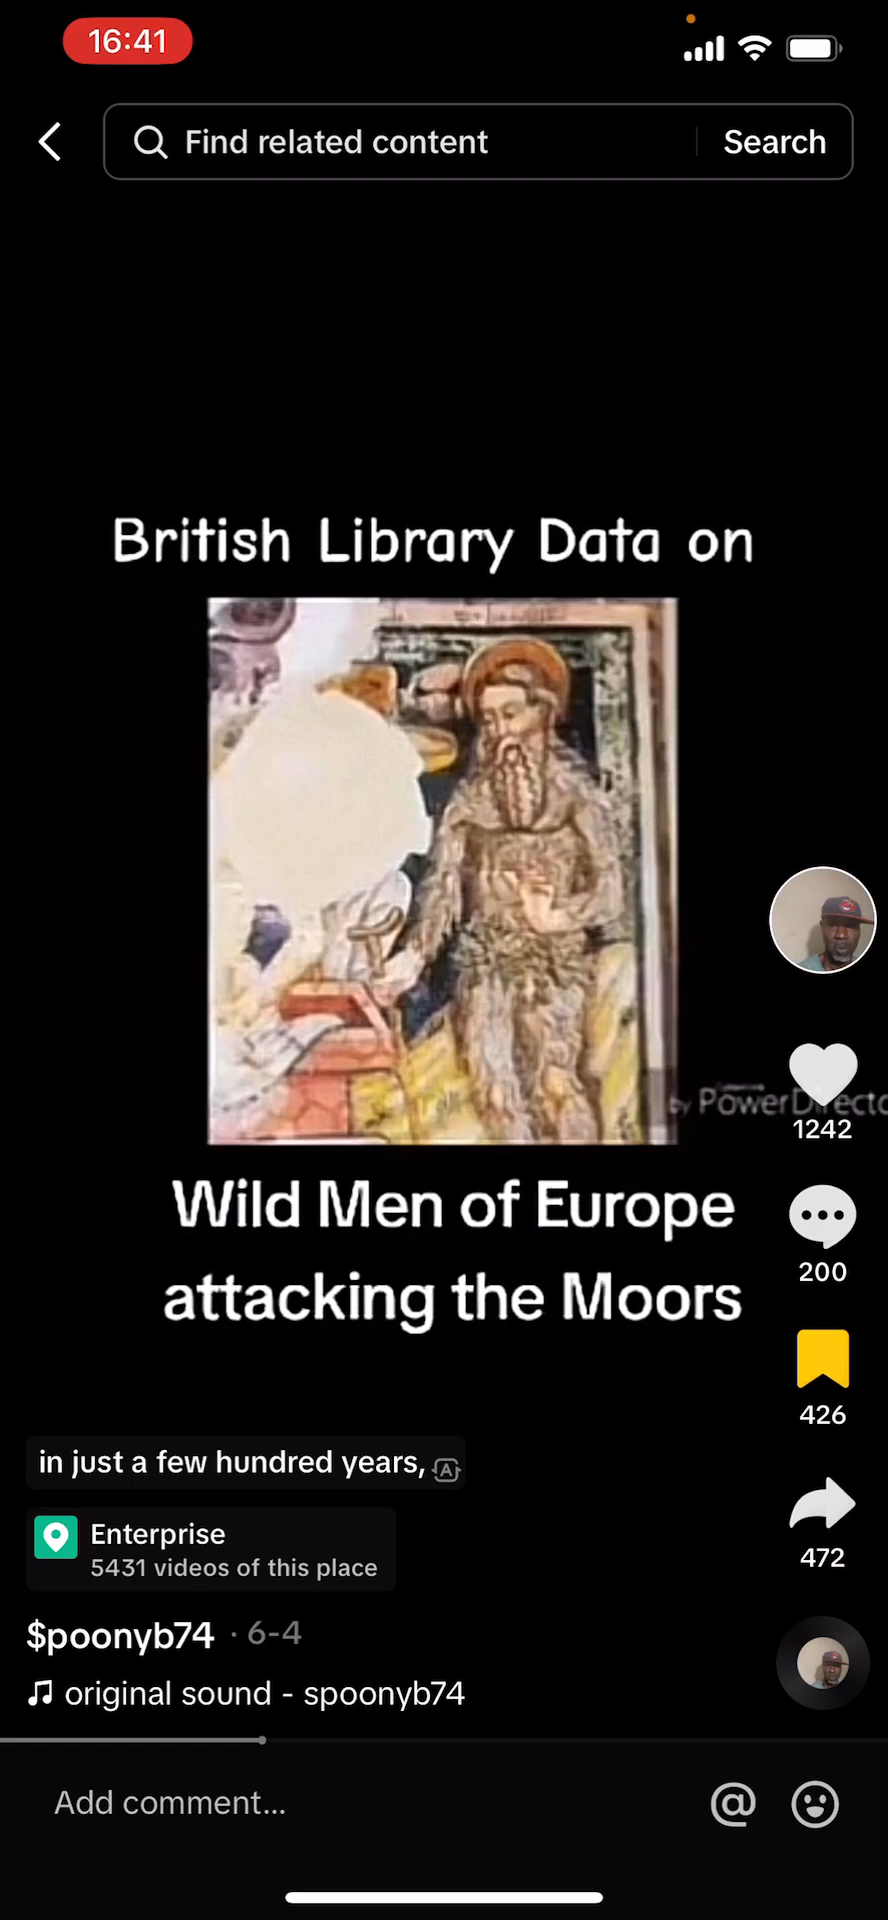 16:41
Find related content
Search
British Library Data on
by PowerDirecto
Wild Men of Europe
attacking the Moors
1242
200
426
472
in just a few hundred years,
Enterprise
5431 videos of this place
$poonyb74 · 6-4
original sound - spoonyb74
Add comment...